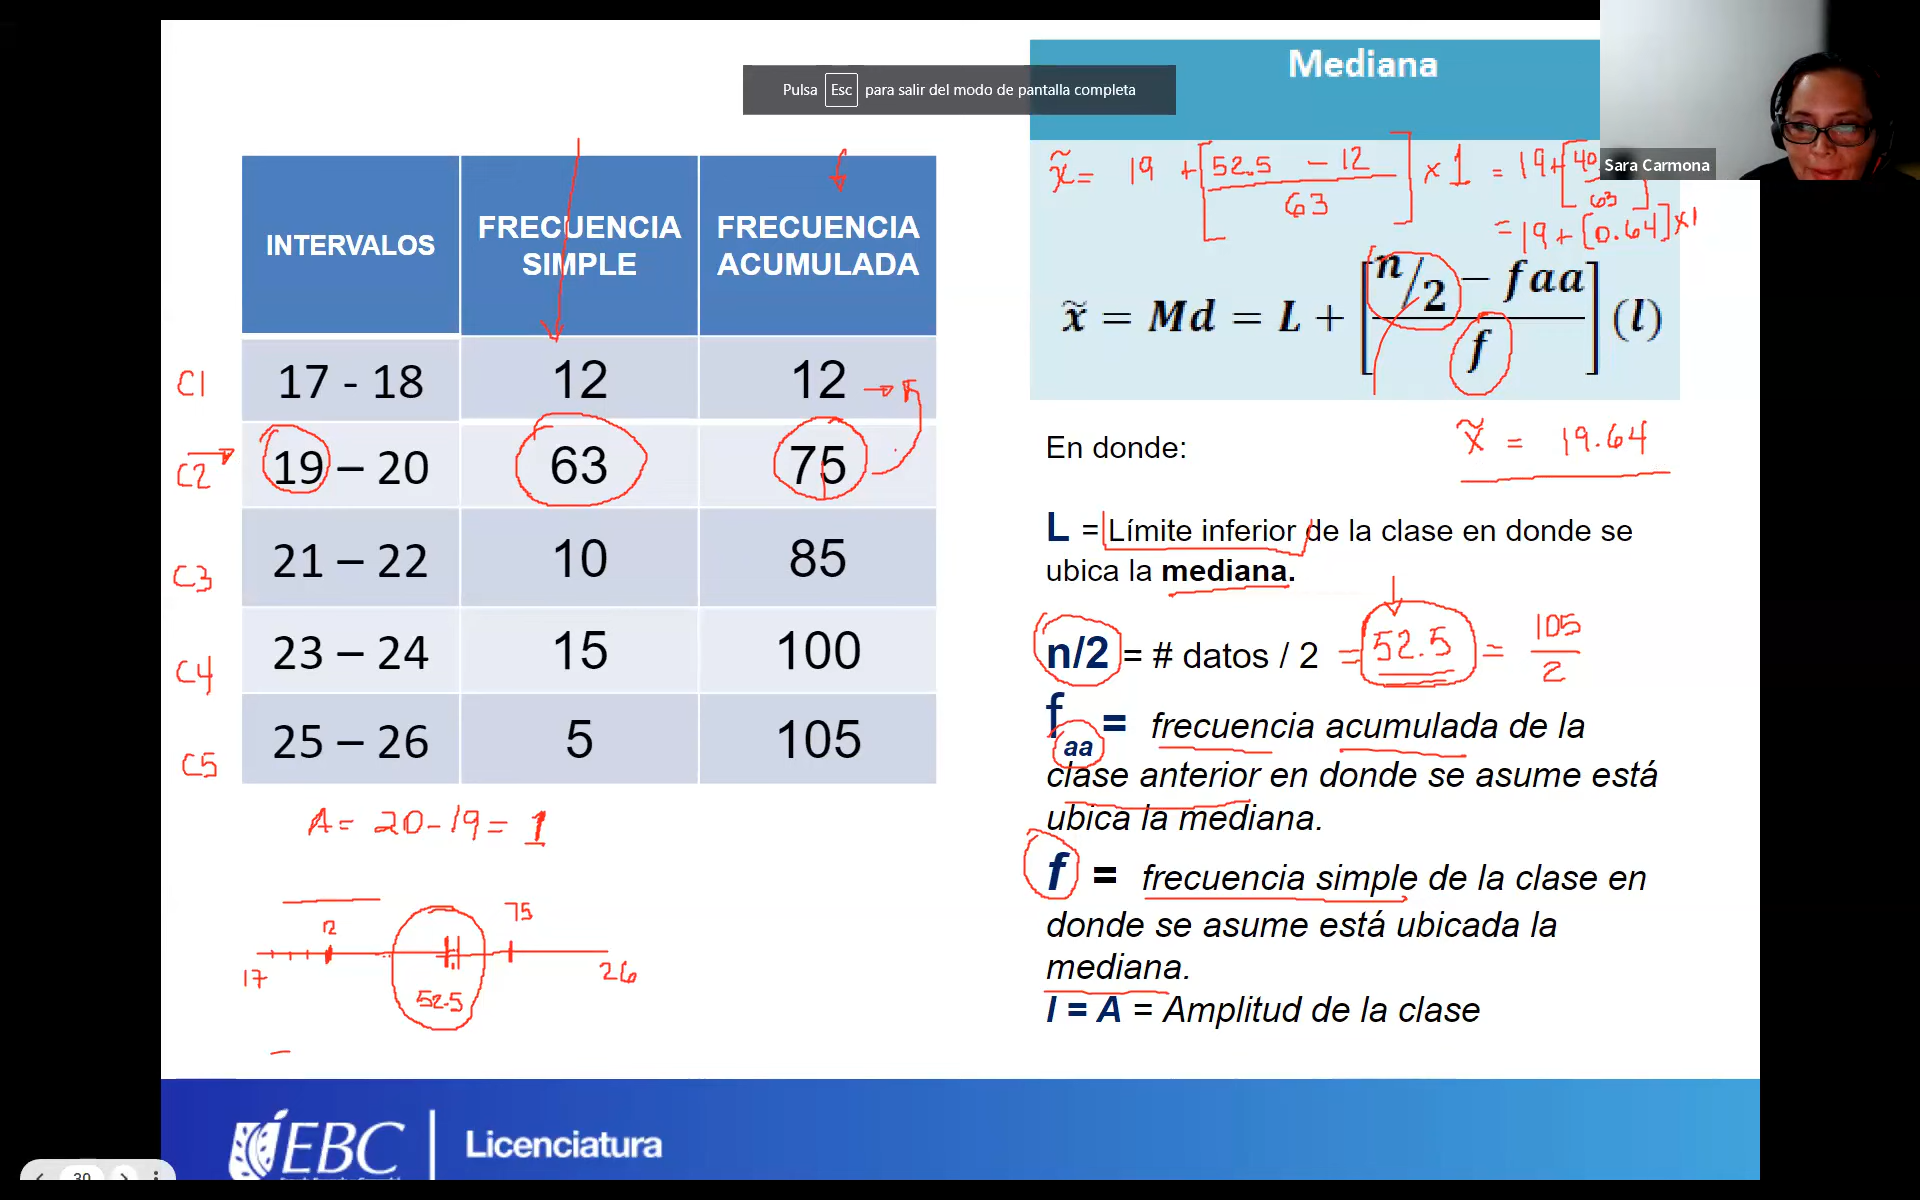 Mediana
Pulsa Esc para salir del modo de pantalla completa
Sara Carmona
x̃ = 19 + [52.5 - 12 / 63] x 1 = 19 + [40 / 63]
= 19 + [0.64] x 1
x̃ = Md = L + [n/2 - faa / f] (l)
x̃ = 19.64
INTERVALOS FRECUENCIA SIMPLE FRECUENCIA ACUMULADA
C1 17 - 18 12 12
C2 19 – 20 63 75
C3 21 – 22 10 85
C4 23 – 24 15 100
C5 25 – 26 5 105
A = 20 - 19 = 1
12 75
17 52.5 26
En donde:
L = Límite inferior de la clase en donde se
ubica la mediana.
n/2 = # datos / 2 = 52.5 = 105 / 2
faa = frecuencia acumulada de la
clase anterior en donde se asume está
ubica la mediana.
f = frecuencia simple de la clase en
donde se asume está ubicada la
mediana.
l = A = Amplitud de la clase
EBC Licenciatura